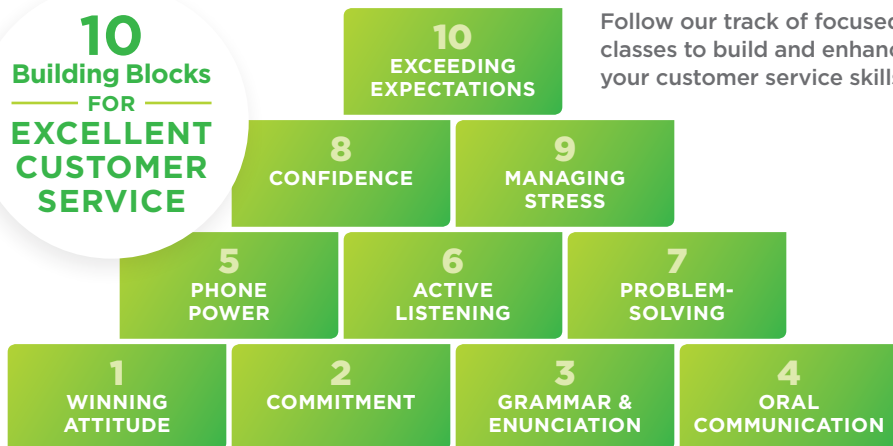 10
Building Blocks
FOR
EXCELLENT
CUSTOMER
SERVICE
Follow our track of focused
classes to build and
your customer service
10
EXCEEDING
EXPECTATIONS
8
CONFIDENCE
9
MANAGING
STRESS
5
PHONE
POWER
6
ACTIVE
LISTENING
7
PROBLEM-
SOLVING
1
WINNING
ATTITUDE
2
COMMITMENT
3
GRAMMAR &
ENUNCIATION
4
ORAL
COMMUNICATION